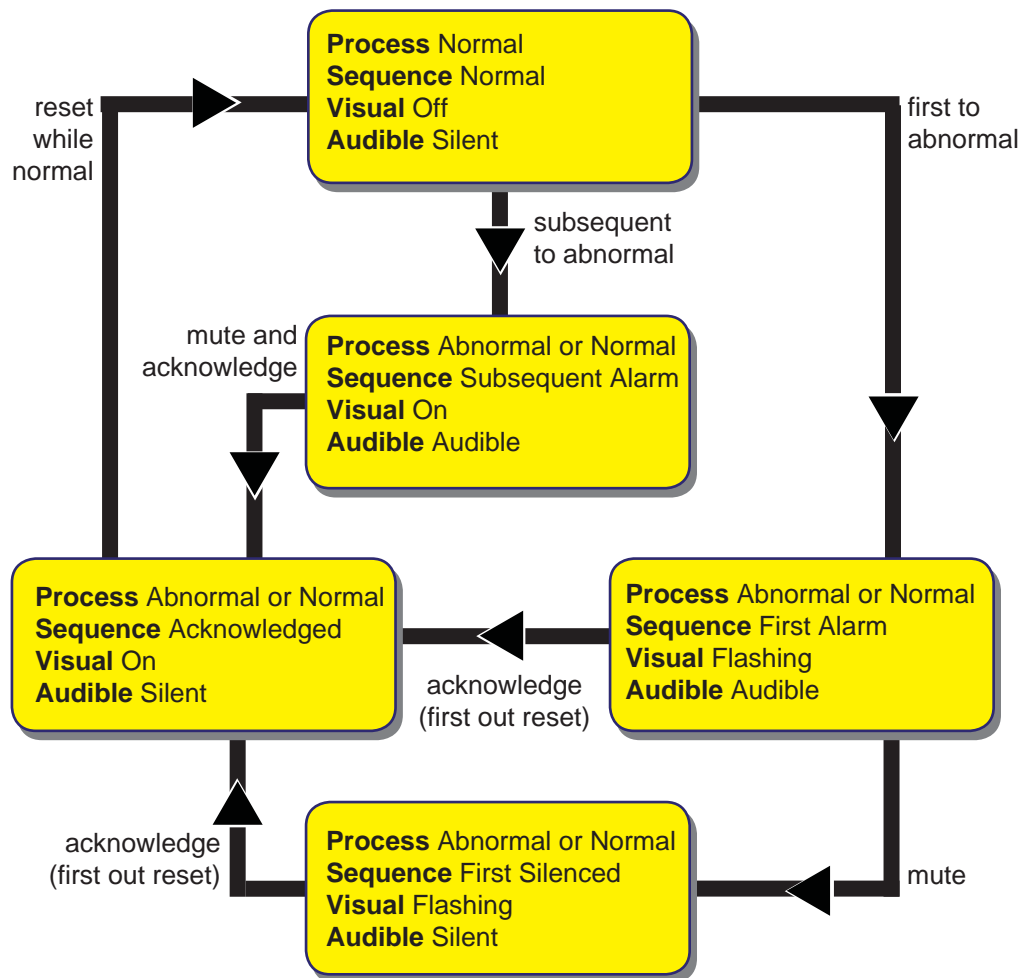 Process Normal
Sequence Normal
Visual Off
Audible Silent
reset
while
normal
first to
abnormal
subsequent
to abnormal
mute and
acknowledge
Process Abnormal or Normal
Sequence Subsequent Alarm
Visual On
Audible Audible
Process Abnormal or Normal
Sequence Acknowledged
Visual On
Audible Silent
Process Abnormal or Normal
Sequence First Alarm
Visual Flashing
Audible Audible
acknowledge
(first out reset)
acknowledge
(first out reset)
Process Abnormal or Normal
Sequence First Silenced
Visual Flashing
Audible Silent
mute